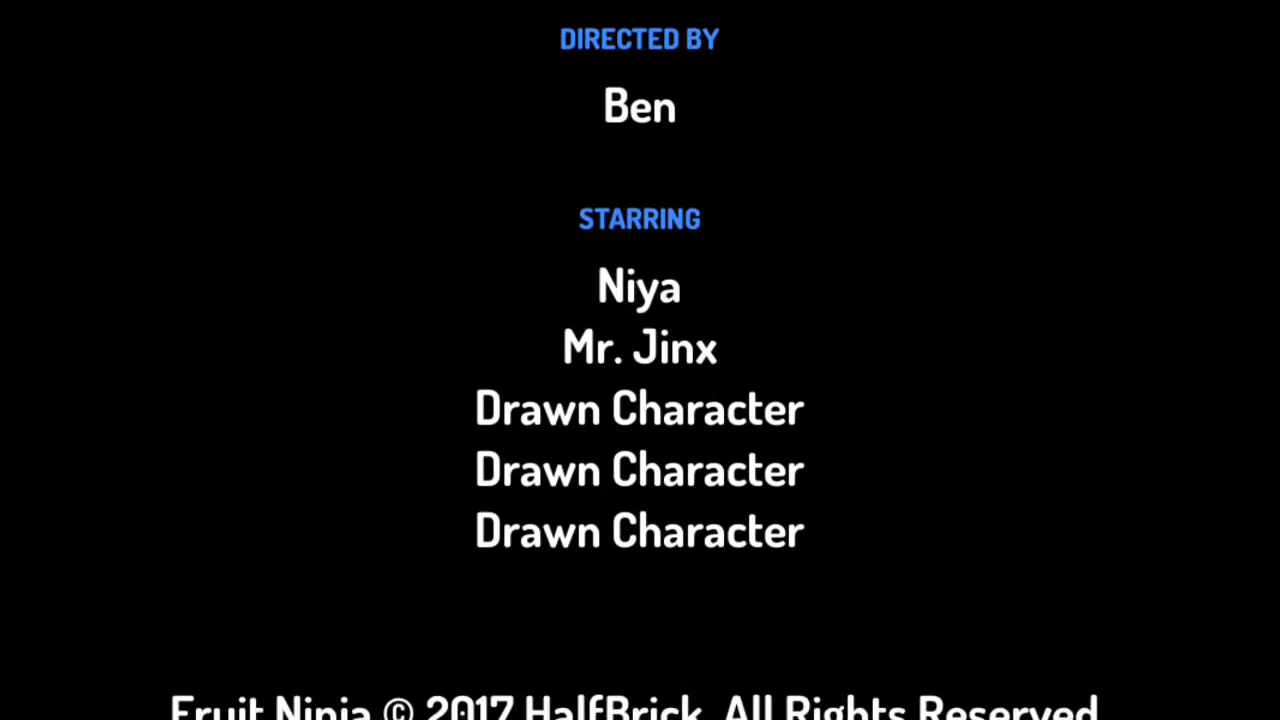 DIRECTED BY
Ben
STARRING
Niya
Mr. Jinx
Drawn Character
Drawn Character
Drawn Character
Fruit Ninja © 2017 HalfBrick. All Rights Reserved.